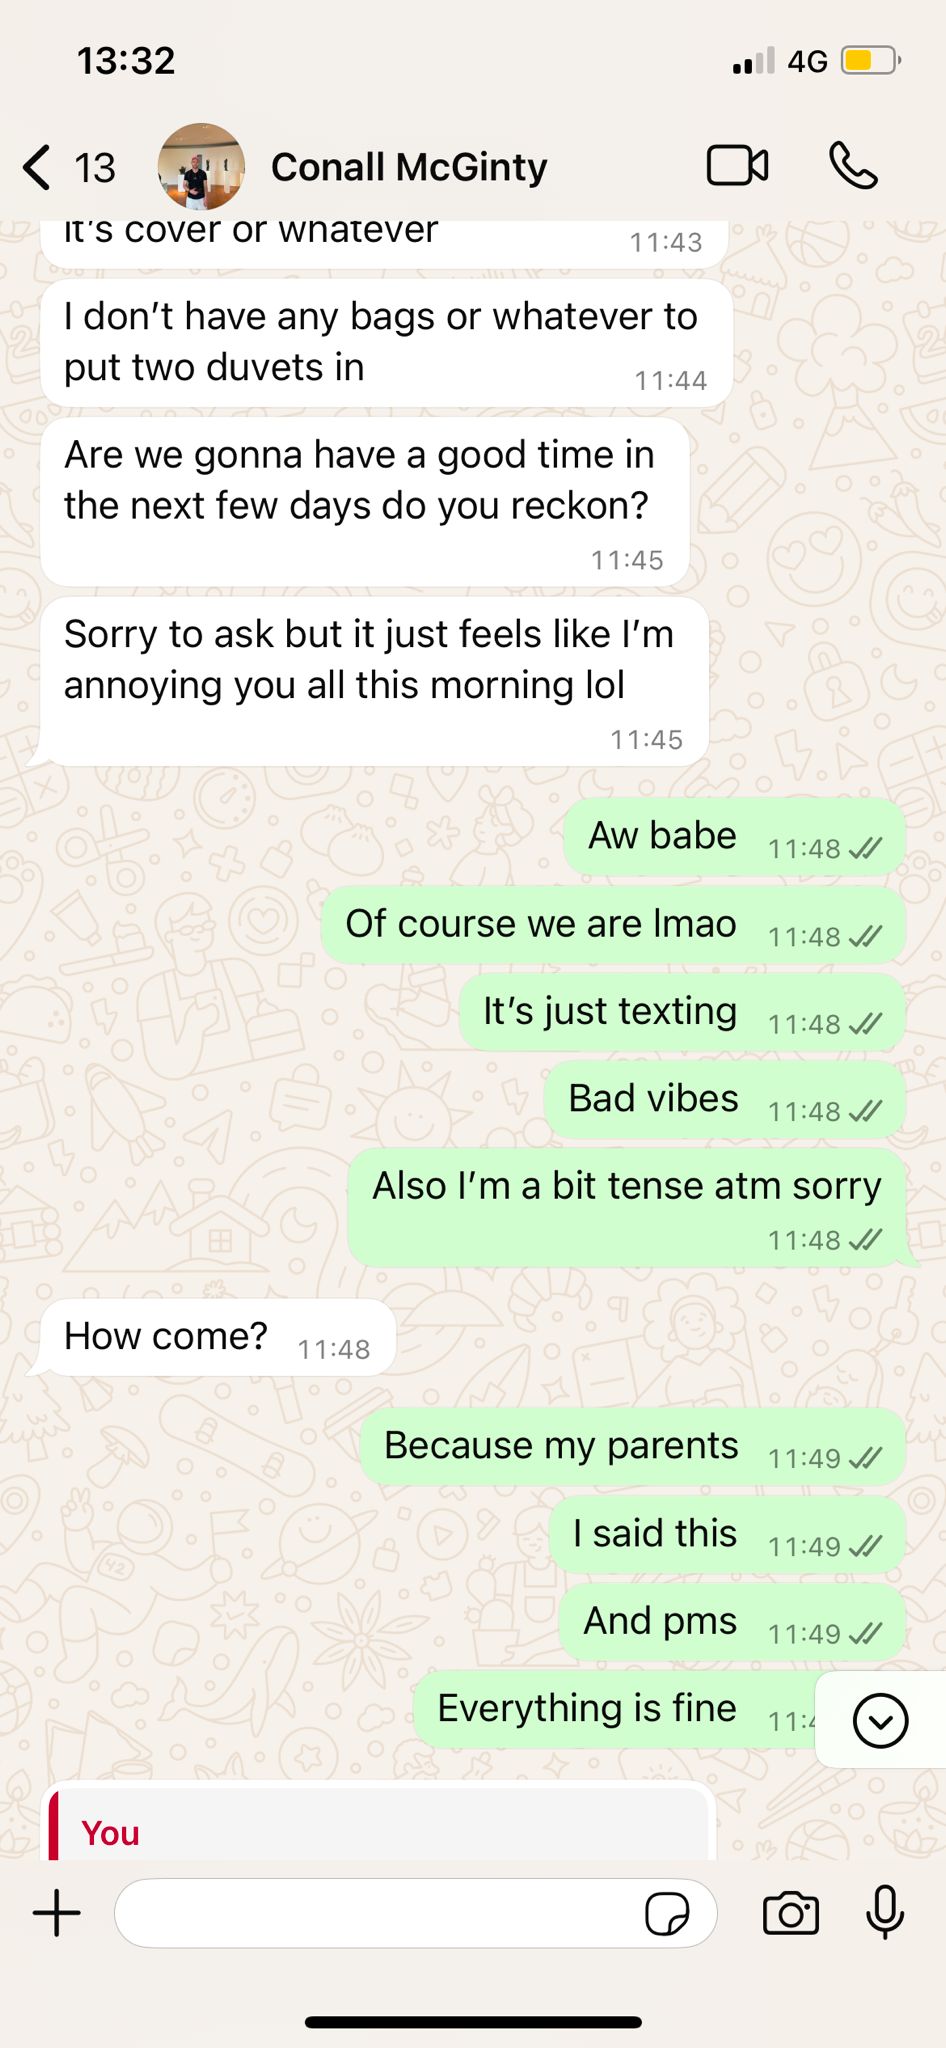 13:32
4G
13
Conall McGinty
it's cover or whatever
11:43
I don't have any bags or whatever to
put two duvets in
11:44
Are we gonna have a good time in
the next few days do you reckon?
11:45
Sorry to ask but it just feels like I'm
annoying you all this morning lol
11:45
Aw babe 11:48
Of course we are lmao 11:48
It's just texting 11:48
Bad vibes 11:48
Also I'm a bit tense atm sorry
11:48
How come? 11:48
Because my parents 11:49
I said this 11:49
And pms 11:49
Everything is fine 11:4
You